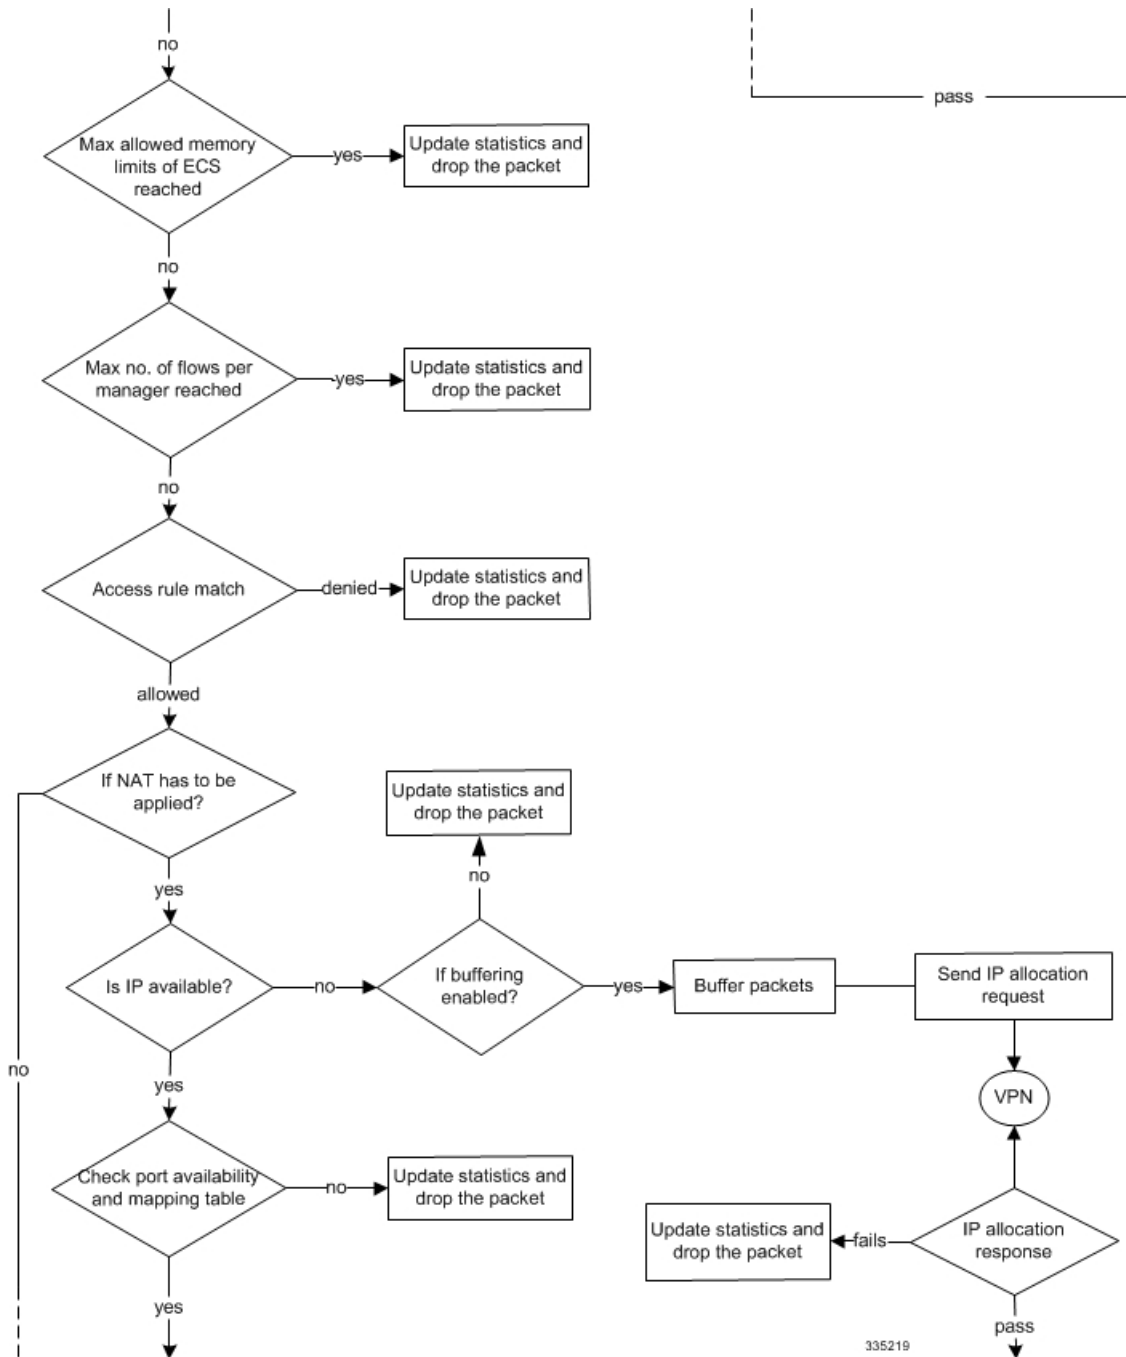 no
pass
Max allowed memory
limits of ECS
reached
yes
Update statistics and
drop the packet
no
Max no. of flows per
manager reached
yes
Update statistics and
drop the packet
no
Access rule match
denied
Update statistics and
drop the packet
allowed
If NAT has to be
applied?
Update statistics and
drop the packet
no
yes
Is IP available?
no
If buffering
enabled?
yes
Buffer packets
Send IP allocation
request
no
yes
VPN
Check port availability
and mapping table
no
Update statistics and
drop the packet
Update statistics and
drop the packet
fails
IP allocation
response
yes
pass
335219